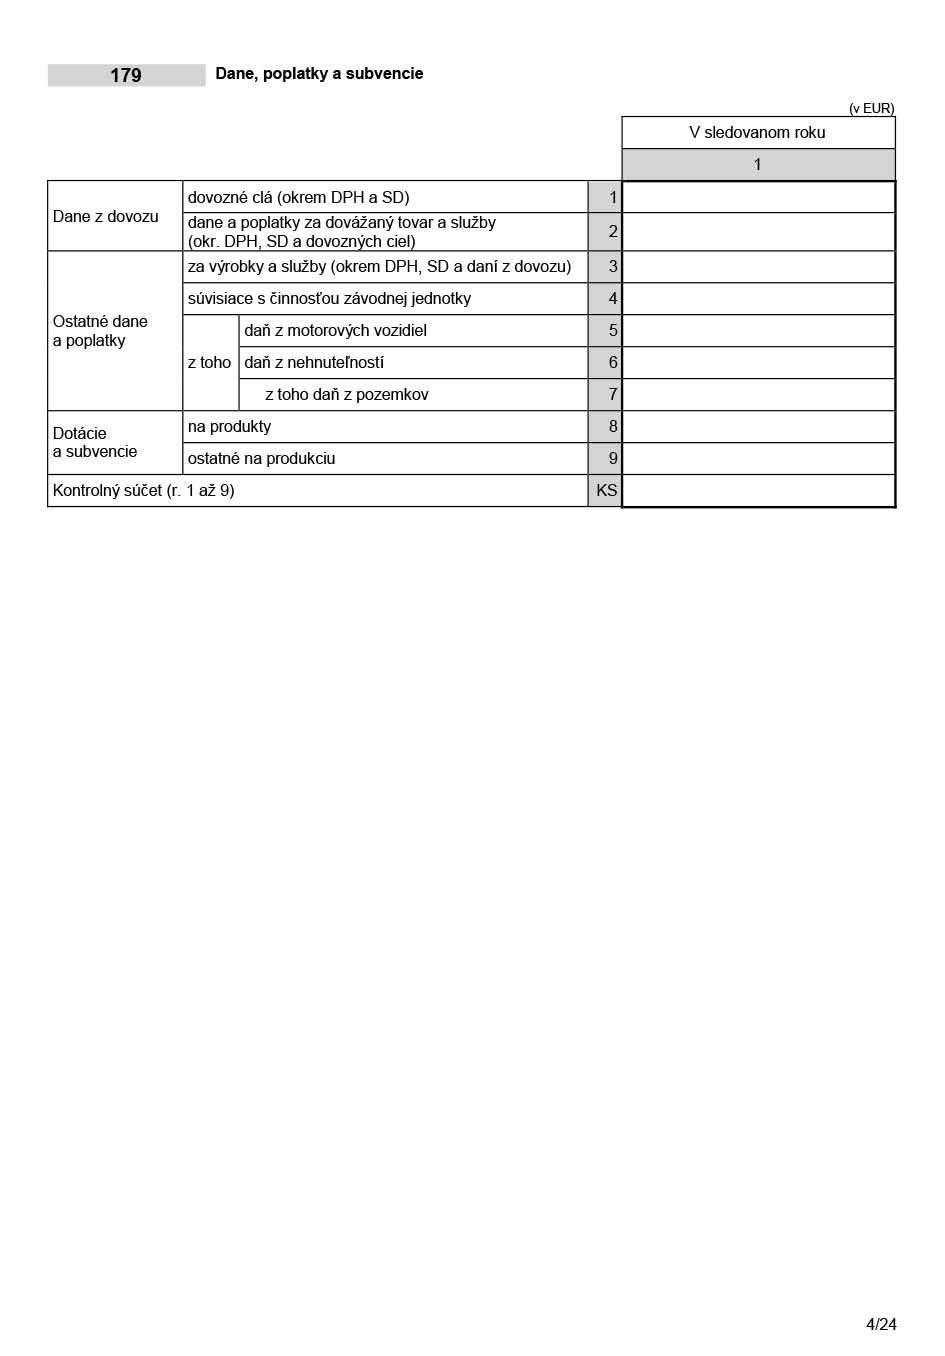 179 Dane, poplatky a subvencie
(v EUR)
V sledovanom roku
1
Dane z dovozu
dovozné clá (okrem DPH a SD) 1
dane a poplatky za dovážaný tovar a služby
(okr. DPH, SD a dovozných ciel) 2
Ostatné dane
a poplatky
za výrobky a služby (okrem DPH, SD a daní z dovozu) 3
súvisiace s činnosťou závodnej jednotky 4
z toho
daň z motorových vozidiel 5
daň z nehnuteľností 6
z toho daň z pozemkov 7
Dotácie
a subvencie
na produkty 8
ostatné na produkciu 9
Kontrolný súčet (r. 1 až 9) KS
4/24